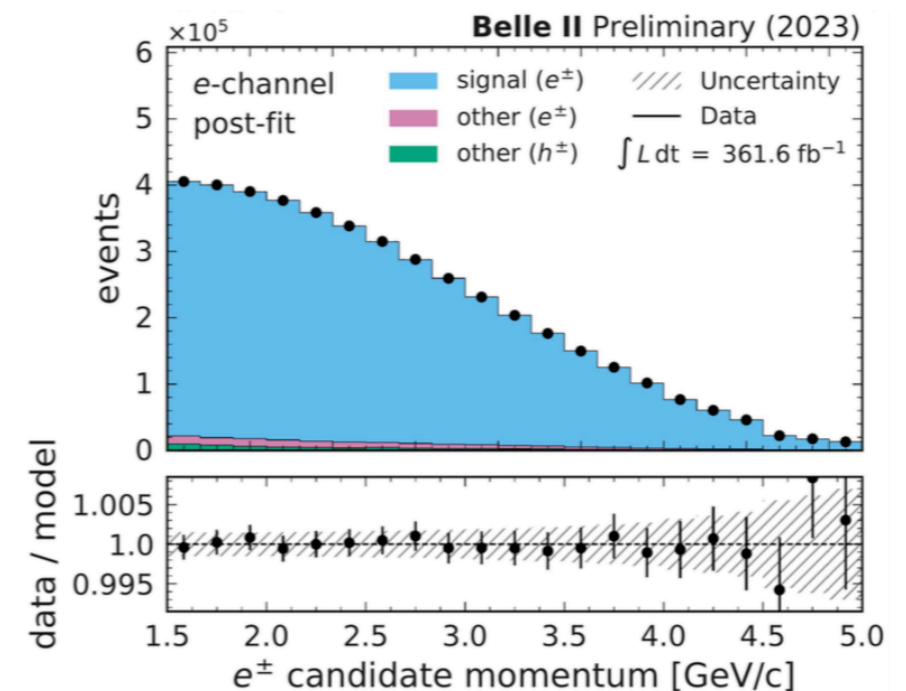 ×10⁵
Belle II Preliminary (2023)
e-channel
post-fit
signal (e±)
other (e±)
other (h±)
Uncertainty
Data
∫ L dt = 361.6 fb⁻¹
events
6
5
4
3
2
1
0
data / model
1.005
1.0
0.995
1.5 2.0 2.5 3.0 3.5 4.0 4.5 5.0
e± candidate momentum [GeV/c]